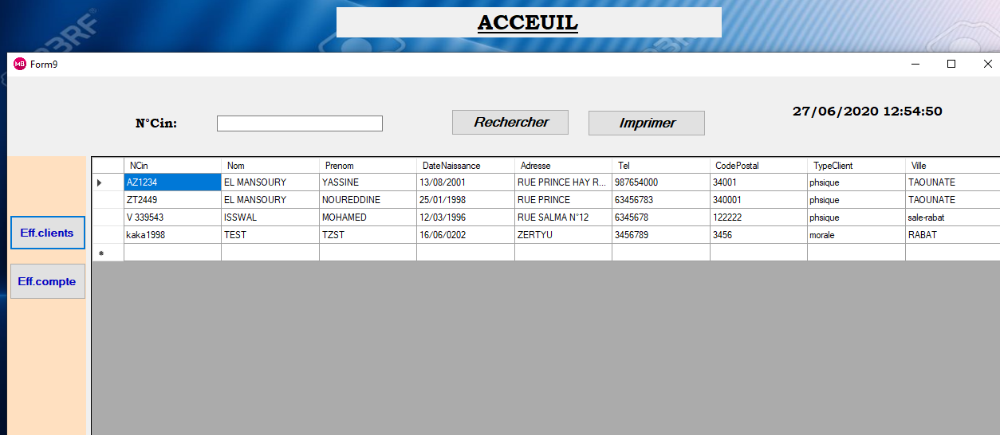 ACCEUIL
123RF®
MB Form9
N°Cin: Rechercher Imprimer 27/06/2020 12:54:50
NCin Nom Prenom DateNaissance Adresse Tel CodePostal TypeClient Ville
AZ1234 EL MANSOURY YASSINE 13/08/2001 RUE PRINCE HAY R... 987654000 34001 phsique TAOUNATE
ZT2449 EL MANSOURY NOUREDDINE 25/01/1998 RUE PRINCE 63456783 340001 phsique TAOUNATE
V 339543 ISSWAL MOHAMED 12/03/1996 RUE SALMA N°12 6345678 122222 phsique sale-rabat
kaka1998 TEST TZST 16/06/0202 ZERTYU 3456789 3456 morale RABAT
Eff.clients
Eff.compte